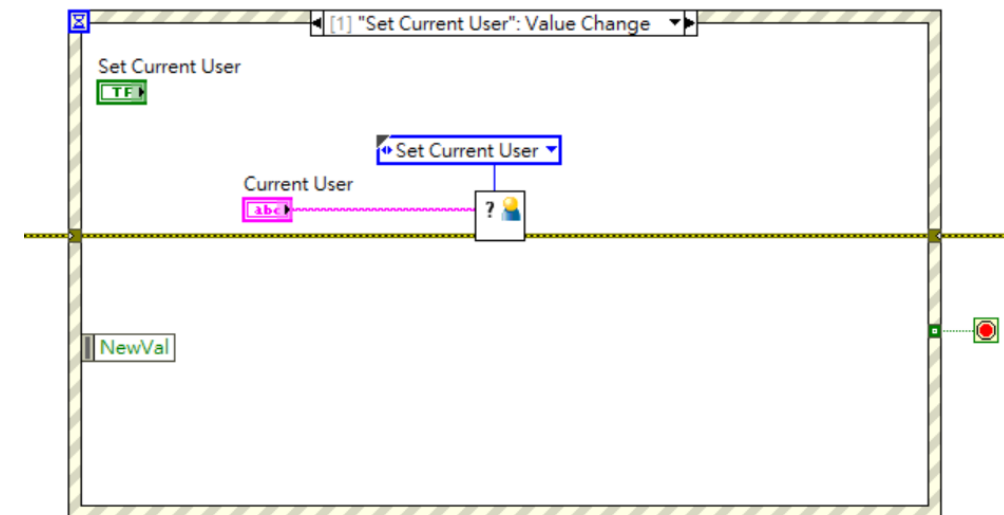 [1] "Set Current User": Value Change
Set Current User
TF
Set Current User
Current User
abc
?
NewVal